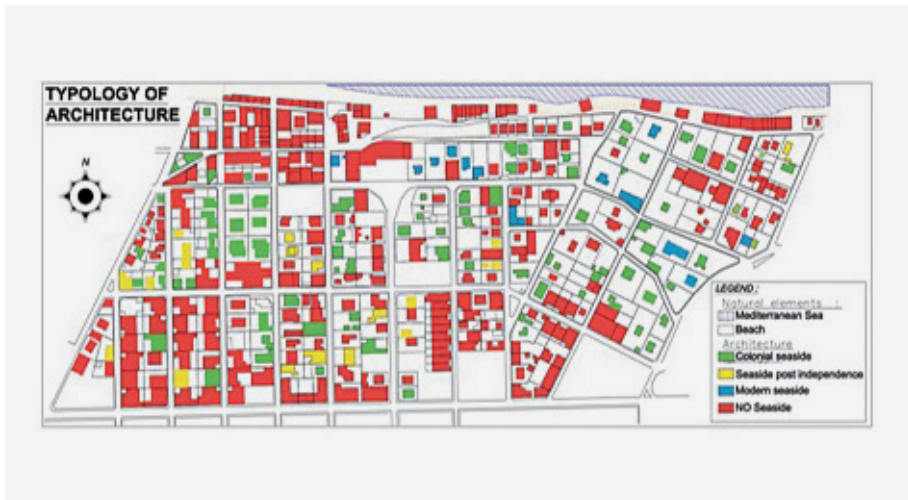 TYPOLOGY OF
ARCHITECTURE
N
LEGEND :
Natural elements :
Mediterranean Sea
Beach
Architecture
Colonial seaside
Seaside post independence
Modern seaside
NO Seaside